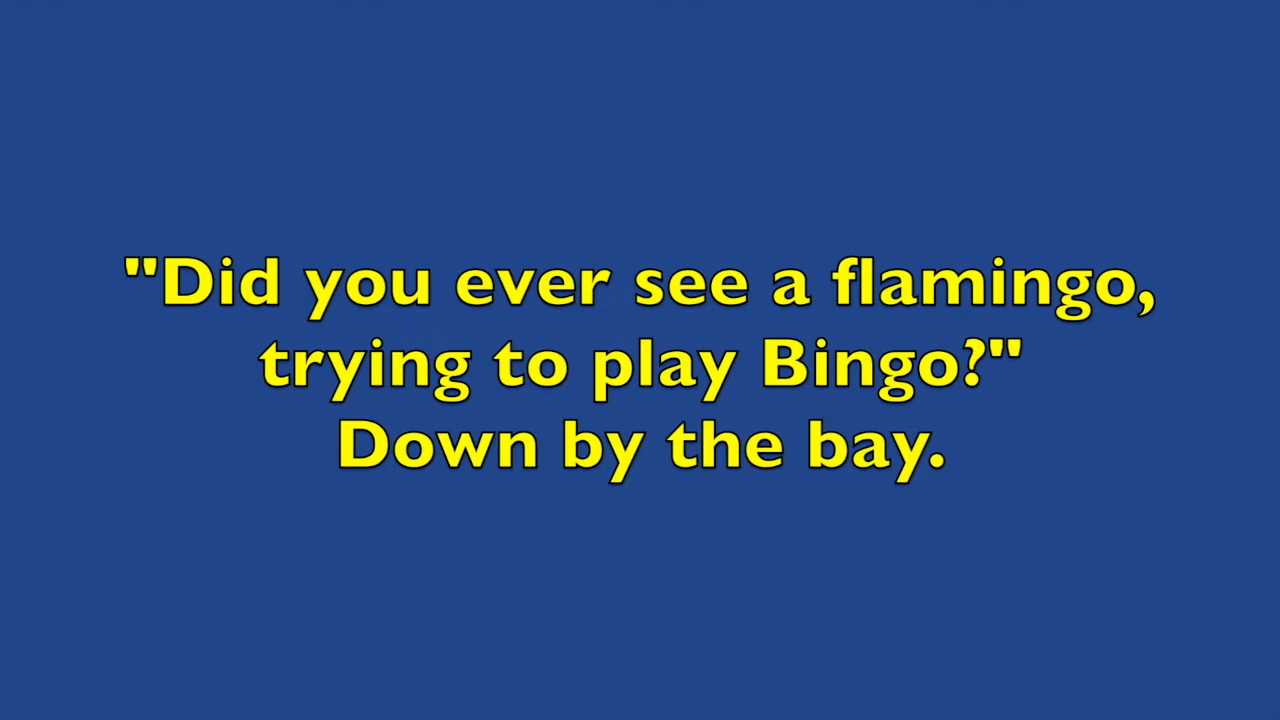 "Did you ever see a flamingo,
trying to play Bingo?"
Down by the bay.